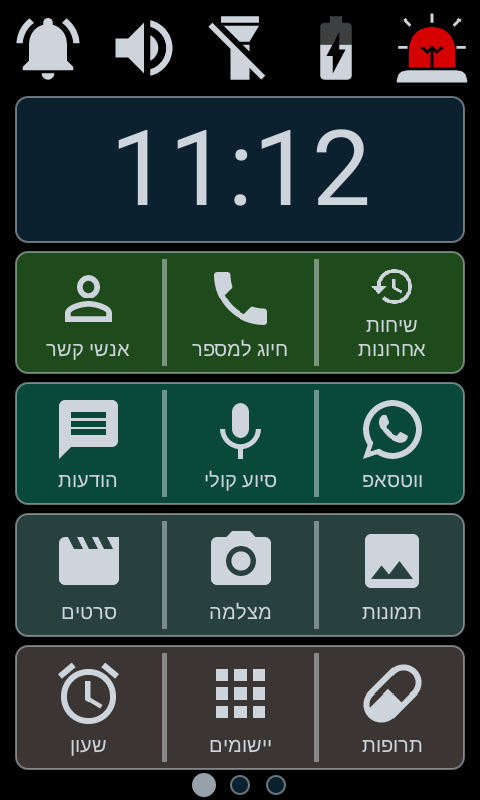 11:12
שיחות
אחרונות
חיוג למספר
אנשי קשר
ווטסאפ
סיוע קולי
הודעות
תמונות
מצלמה
סרטים
תרופות
יישומים
שעון